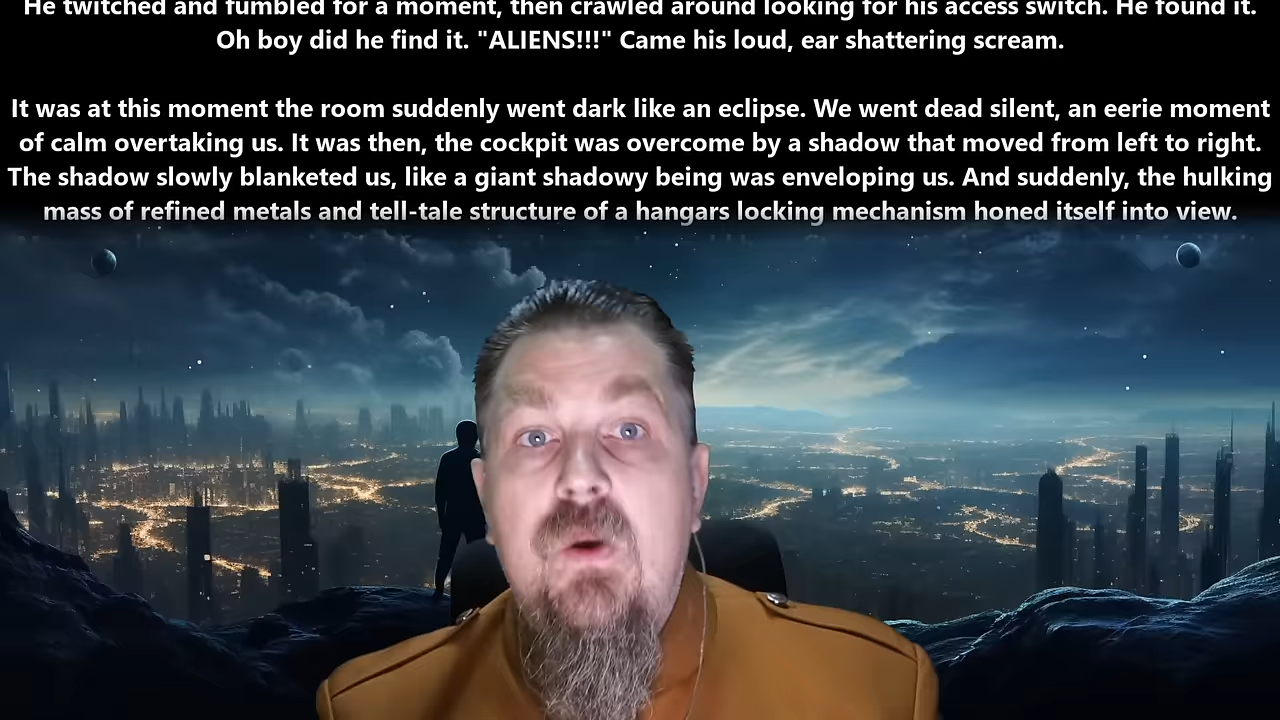 He twitched and fumbled for a moment, then crawled around looking for his access switch. He found it.
Oh boy did he find it. "ALIENS!!!" Came his loud, ear shattering scream.
It was at this moment the room suddenly went dark like an eclipse. We went dead silent, an eerie moment
of calm overtaking us. It was then, the cockpit was overcome by a shadow that moved from left to right.
The shadow slowly blanketed us, like a giant shadowy being was enveloping us. And suddenly, the hulking
mass of refined metals and tell-tale structure of a hangars locking mechanism honed itself into view.